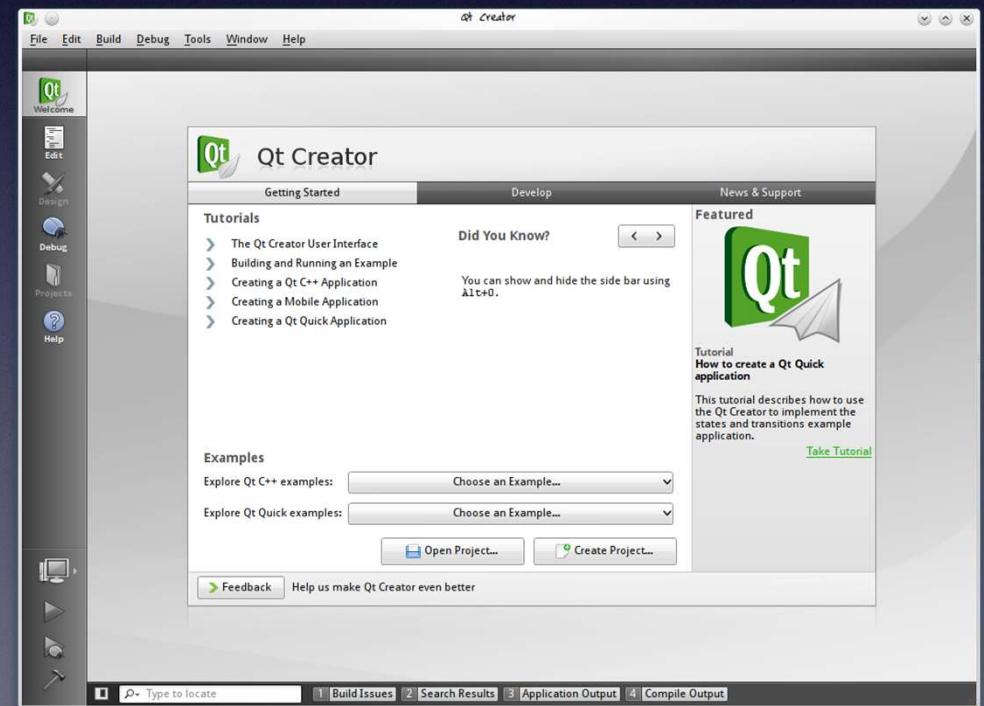 Qt Creator
File Edit Build Debug Tools Window Help
Qt
Welcome
Edit
Design
Debug
Projects
Help
Qt Qt Creator
Getting Started Develop News & Support
Tutorials
The Qt Creator User Interface
Building and Running an Example
Creating a Qt C++ Application
Creating a Mobile Application
Creating a Qt Quick Application
Did You Know?
You can show and hide the side bar using
Alt+0.
Featured
Qt
Tutorial
How to create a Qt Quick
application
This tutorial describes how to use
the Qt Creator to implement the
states and transitions example
application.
Take Tutorial
Examples
Explore Qt C++ examples: Choose an Example...
Explore Qt Quick examples: Choose an Example...
Open Project... Create Project...
Feedback Help us make Qt Creator even better
Type to locate 1 Build Issues 2 Search Results 3 Application Output 4 Compile Output